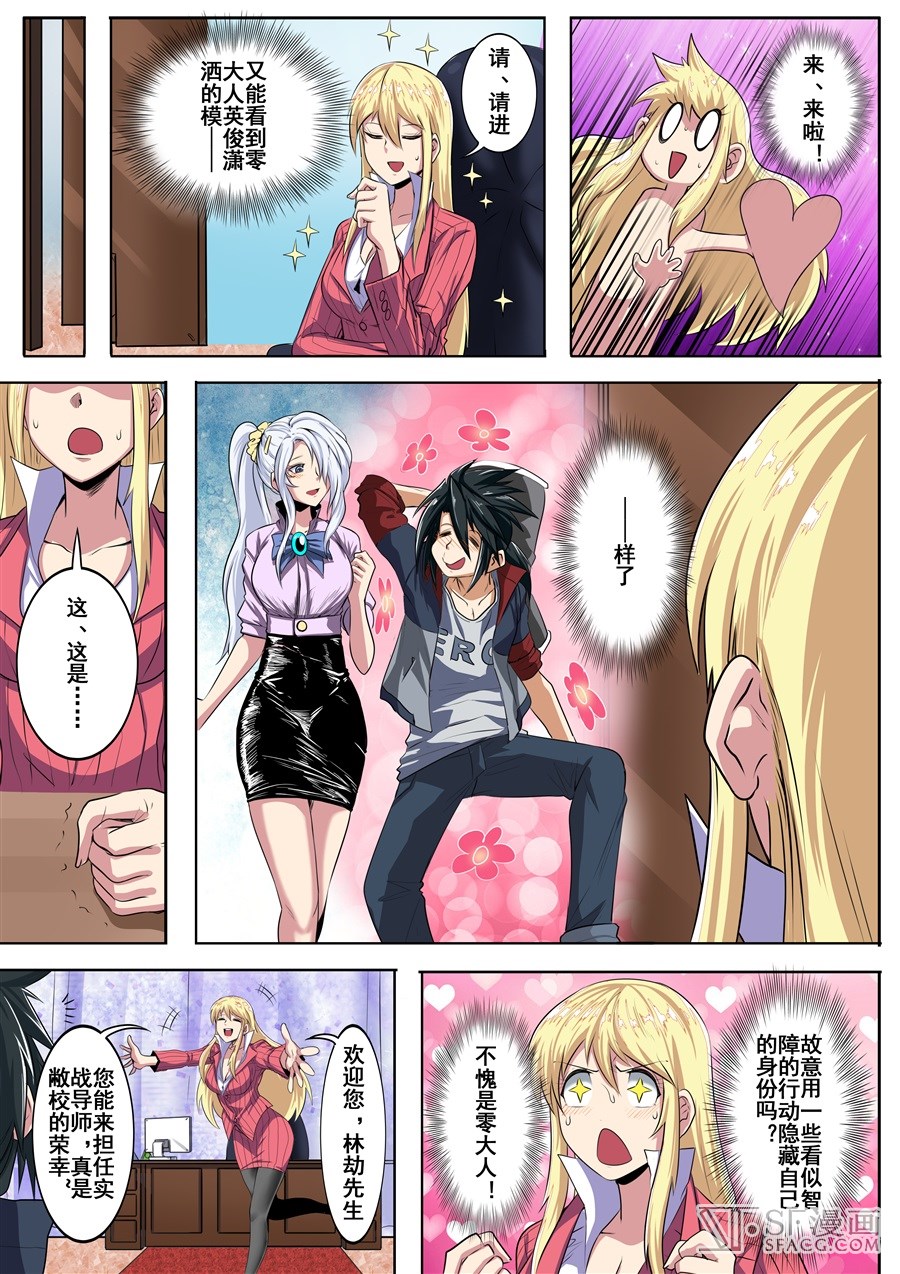 来、来啦！
请、请进
又能看到零
大人英俊潇
洒的模——
——样了
ERO
这、这是……
故意用一些看似智
障的行动隐藏自己
的身份吗？
不愧是零大人！
欢迎您，林劫先生
您能来担任实
战导师，真是
敝校的荣幸。
SF漫画
SFACG.COM